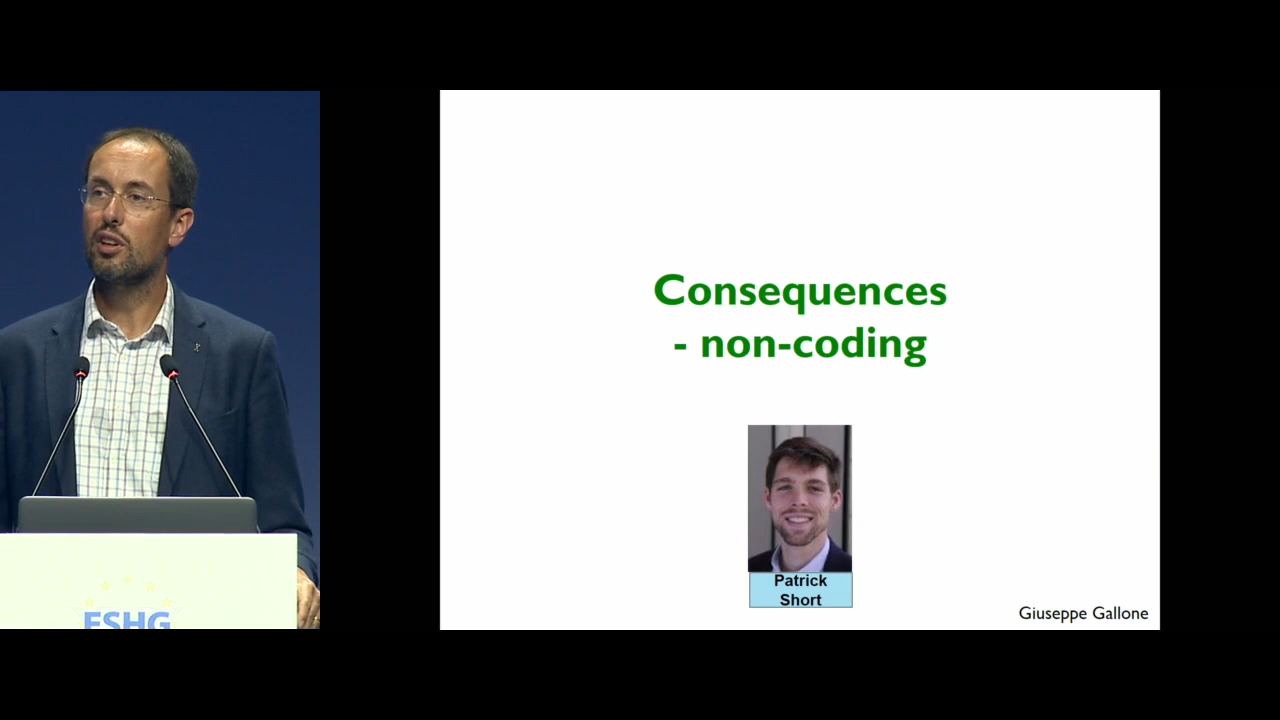 Consequences
- non-coding
Patrick
Short
Giuseppe Gallone
ESHG